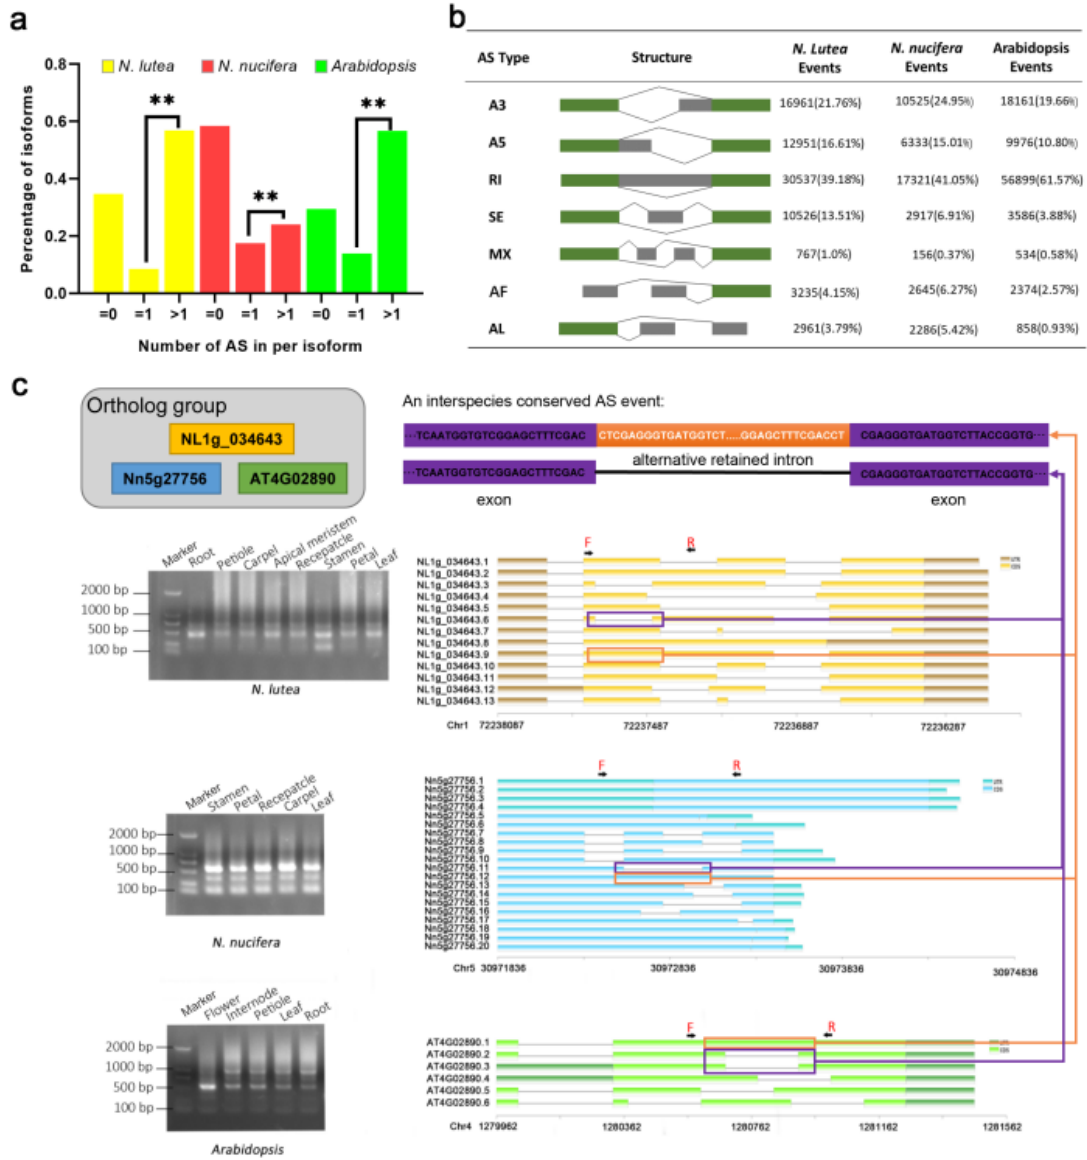 a
0.8
0.6
0.4
0.2
0.0
Percentage of isoforms
N. lutea
N. nucifera
Arabidopsis
**
**
**
=0
=1
>1
=0
=1
>1
=0
=1
>1
Number of AS in per isoform
b
AS Type Structure N. Lutea Events N. nucifera Events Arabidopsis Events
A3 16961(21.76%) 10525(24.95%) 18161(19.66%)
A5 12951(16.61%) 6333(15.01%) 9976(10.80%)
RI 30537(39.18%) 17321(41.05%) 56899(61.57%)
SE 10526(13.51%) 2917(6.91%) 3586(3.88%)
MX 767(1.0%) 156(0.37%) 534(0.58%)
AF 3235(4.15%) 2645(6.27%) 2374(2.57%)
AL 2961(3.79%) 2286(5.42%) 858(0.93%)
c
Ortholog group
NL1g_034643
Nn5g27756
AT4G02890
An interspecies conserved AS event:
···TCAATGGTGTCGGAGCTTTCGAC CTCGAGGGTGATGGTCT.....GGAGCTTTCGACCT CGAGGGTGATGGTCTTACCGGTG···
alternative retained intron
···TCAATGGTGTCGGAGCTTTCGAC CGAGGGTGATGGTCTTACCGGTG···
exon
exon
Marker
Root
Petiole
Carpel
Apical meristem
Recepatcle
Stamen
Petal
Leaf
2000 bp
1000 bp
500 bp
100 bp
N. lutea
F
R
NL1g_034643.1
NL1g_034643.2
NL1g_034643.3
NL1g_034643.4
NL1g_034643.5
NL1g_034643.6
NL1g_034643.7
NL1g_034643.8
NL1g_034643.9
NL1g_034643.10
NL1g_034643.11
NL1g_034643.12
NL1g_034643.13
UTR
CDS
Chr1 72238087 72237487 72236887 72236287
Marker
Stamen
Petal
Recepatcle
Carpel
Leaf
2000 bp
1000 bp
500 bp
100 bp
N. nucifera
F
R
Nn5g27756.1
Nn5g27756.2
Nn5g27756.3
Nn5g27756.4
Nn5g27756.5
Nn5g27756.6
Nn5g27756.7
Nn5g27756.8
Nn5g27756.9
Nn5g27756.10
Nn5g27756.11
Nn5g27756.12
Nn5g27756.13
Nn5g27756.14
Nn5g27756.15
Nn5g27756.16
Nn5g27756.17
Nn5g27756.18
Nn5g27756.19
Nn5g27756.20
UTR
CDS
Chr5 30971836 30972836 30973836 30974836
Marker
Flower
Internode
Petiole
Leaf
Root
2000 bp
1000 bp
500 bp
100 bp
Arabidopsis
F
R
AT4G02890.1
AT4G02890.2
AT4G02890.3
AT4G02890.4
AT4G02890.5
AT4G02890.6
UTR
CDS
Chr4 1279962 1280362 1280762 1281162 1281562